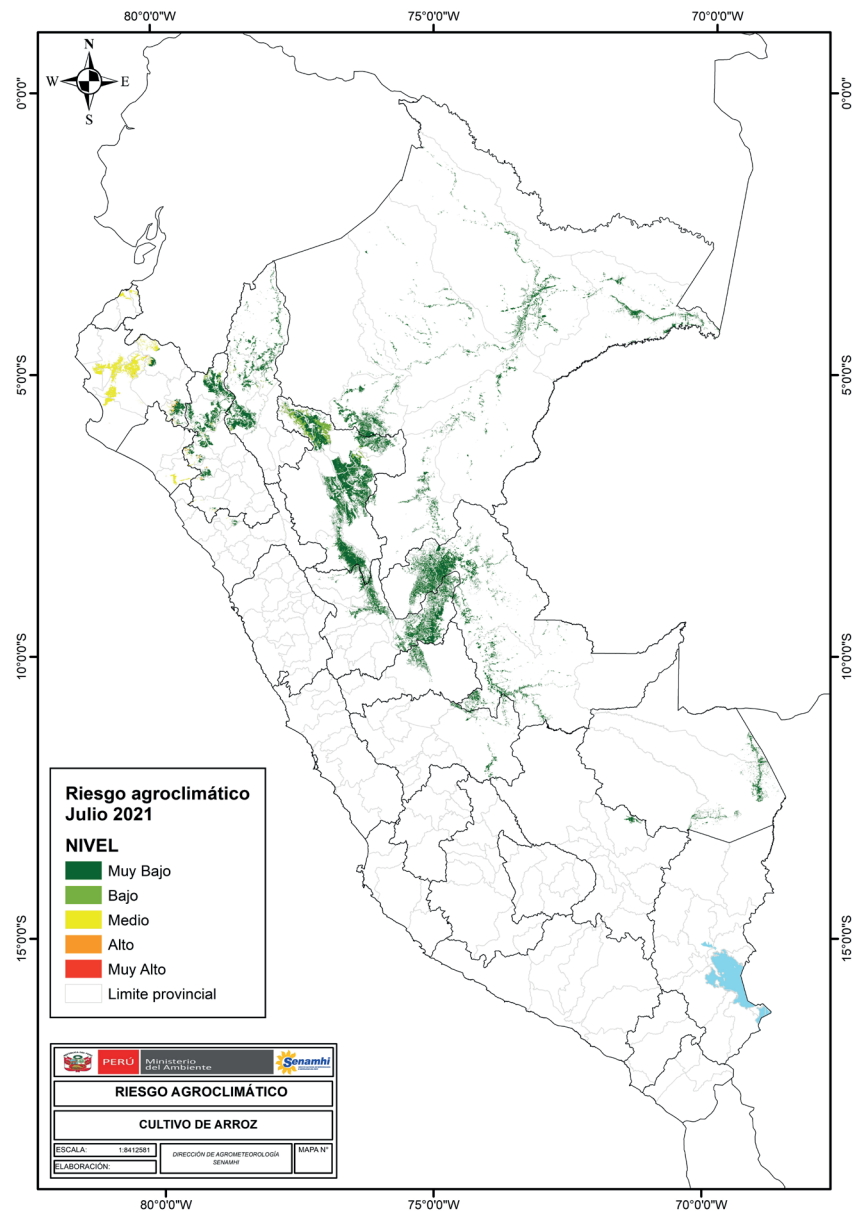 80°0'0"W 75°0'0"W 70°0'0"W
N
W E
S
0°0'0" 0°0'0"
5°0'0"S 5°0'0"S
10°0'0"S 10°0'0"S
15°0'0"S 15°0'0"S
Riesgo agroclimático
Julio 2021
NIVEL
Muy Bajo
Bajo
Medio
Alto
Muy Alto
Limite provincial
PERÚ Ministerio
del Ambiente
Senamhi
RIESGO AGROCLIMÁTICO
CULTIVO DE ARROZ
ESCALA: 1:8412581
ELABORACIÓN:
DIRECCIÓN DE AGROMETEOROLOGÍA
SENAMHI
MAPA N°
80°0'0"W 75°0'0"W 70°0'0"W